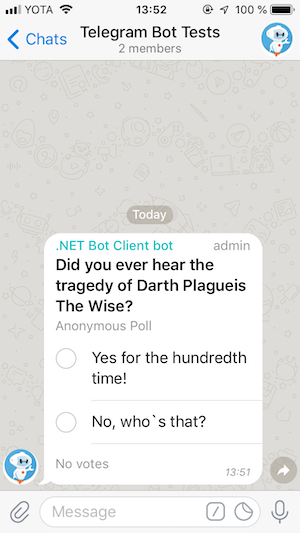 YOTA 13:52 100 %
Chats Telegram Bot Tests
2 members
Today
.NET Bot Client bot admin
Did you ever hear the
tragedy of Darth Plagueis
The Wise?
Anonymous Poll
Yes for the hundredth
time!
No, who`s that?
No votes
13:51
Message